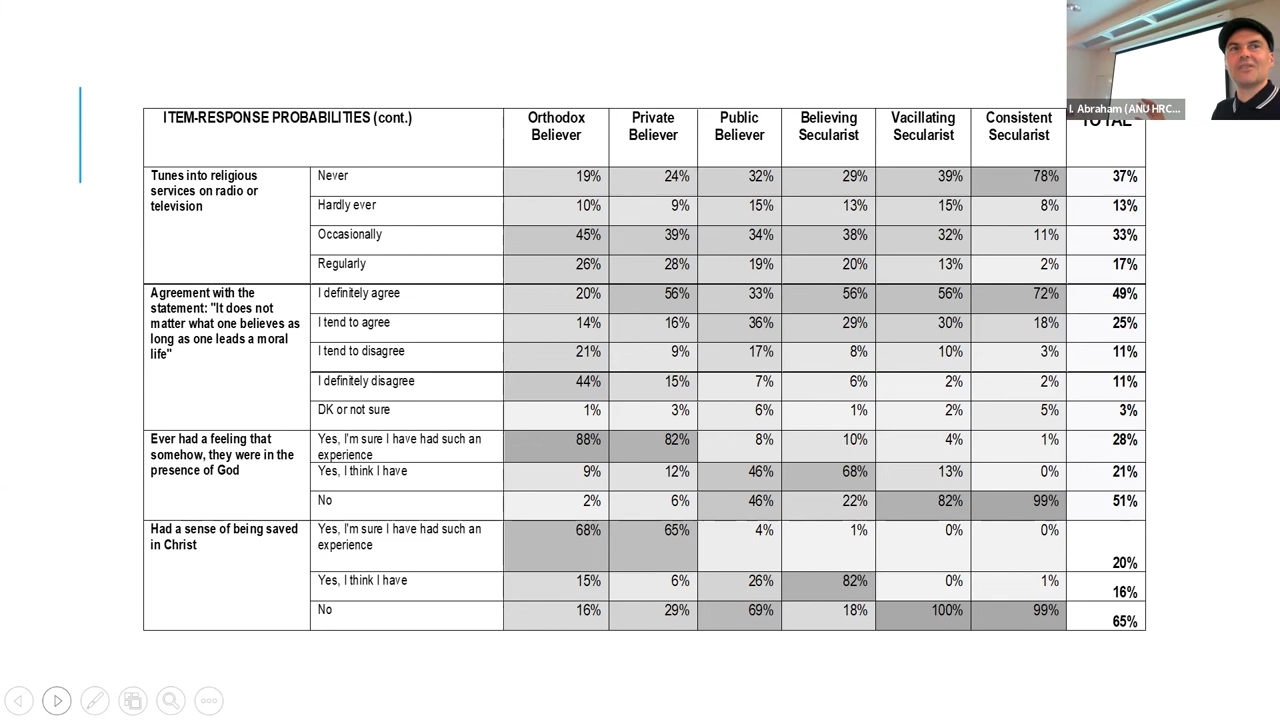 I. Abraham (ANU HRC...
ITEM-RESPONSE PROBABILITIES (cont.) Orthodox Believer Private Believer Public Believer Believing Secularist Vacillating Secularist Consistent Secularist TOTAL
Tunes into religious services on radio or television
Never 19% 24% 32% 29% 39% 78% 37%
Hardly ever 10% 9% 15% 13% 15% 8% 13%
Occasionally 45% 39% 34% 38% 32% 11% 33%
Regularly 26% 28% 19% 20% 13% 2% 17%
Agreement with the statement: "It does not matter what one believes as long as one leads a moral life"
I definitely agree 20% 56% 33% 56% 56% 72% 49%
I tend to agree 14% 16% 36% 29% 30% 18% 25%
I tend to disagree 21% 9% 17% 8% 10% 3% 11%
I definitely disagree 44% 15% 7% 6% 2% 2% 11%
DK or not sure 1% 3% 6% 1% 2% 5% 3%
Ever had a feeling that somehow, they were in the presence of God
Yes, I'm sure I have had such an experience 88% 82% 8% 10% 4% 1% 28%
Yes, I think I have 9% 12% 46% 68% 13% 0% 21%
No 2% 6% 46% 22% 82% 99% 51%
Had a sense of being saved in Christ
Yes, I'm sure I have had such an experience 68% 65% 4% 1% 0% 0% 20%
Yes, I think I have 15% 6% 26% 82% 0% 1% 16%
No 16% 29% 69% 18% 100% 99% 65%